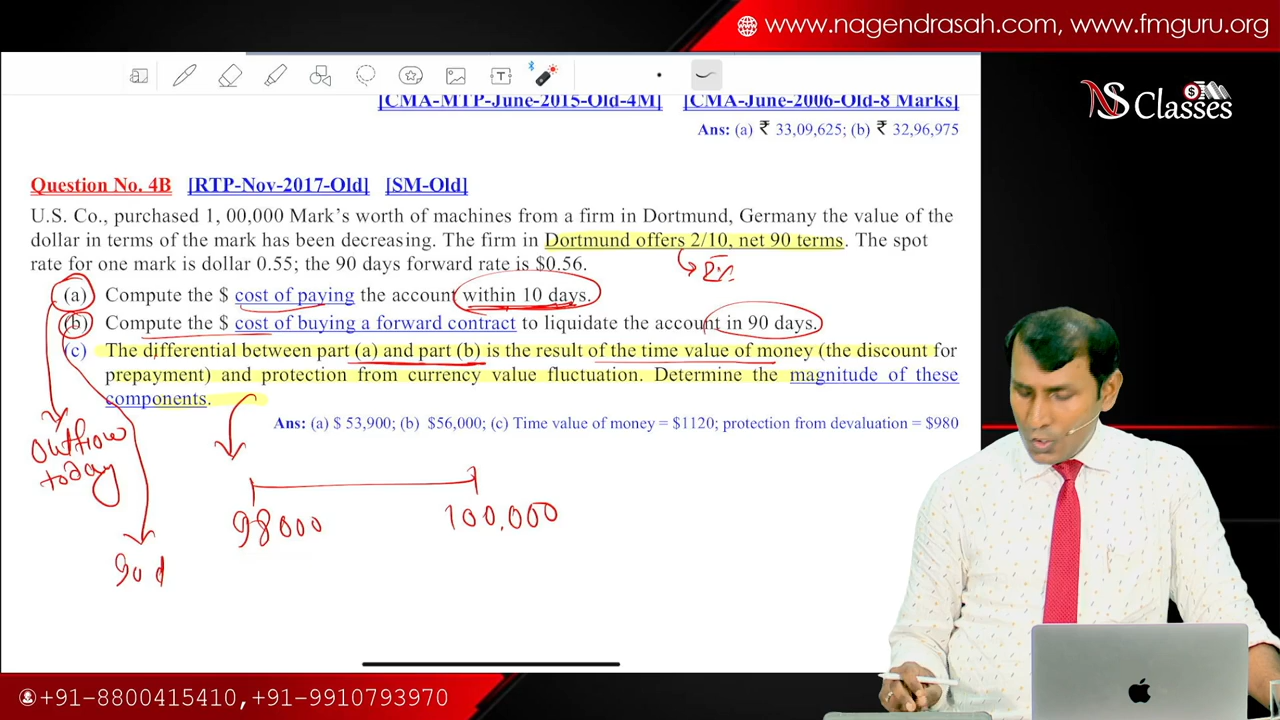 www.nagendrasah.com, www.fmguru.org
[CMA-MTP-June-2015-Old-4M] [CMA-June-2006-Old-8 Marks]
Ans: (a) ₹ 33,09,625; (b) ₹ 32,96,975
NS Classes
Question No. 4B [RTP-Nov-2017-Old] [SM-Old]
U.S. Co., purchased 1, 00,000 Mark's worth of machines from a firm in Dortmund, Germany the value of the
dollar in terms of the mark has been decreasing. The firm in Dortmund offers 2/10, net 90 terms. The spot
rate for one mark is dollar 0.55; the 90 days forward rate is $0.56.
2%
(a) Compute the $ cost of paying the account within 10 days.
(b) Compute the $ cost of buying a forward contract to liquidate the account in 90 days.
(c) The differential between part (a) and part (b) is the result of the time value of money (the discount for
prepayment) and protection from currency value fluctuation. Determine the magnitude of these
components.
Ans: (a) $ 53,900; (b) $56,000; (c) Time value of money = $1120; protection from devaluation = $980
outflow
today
98000 100,000
90 d
+91-8800415410,+91-9910793970